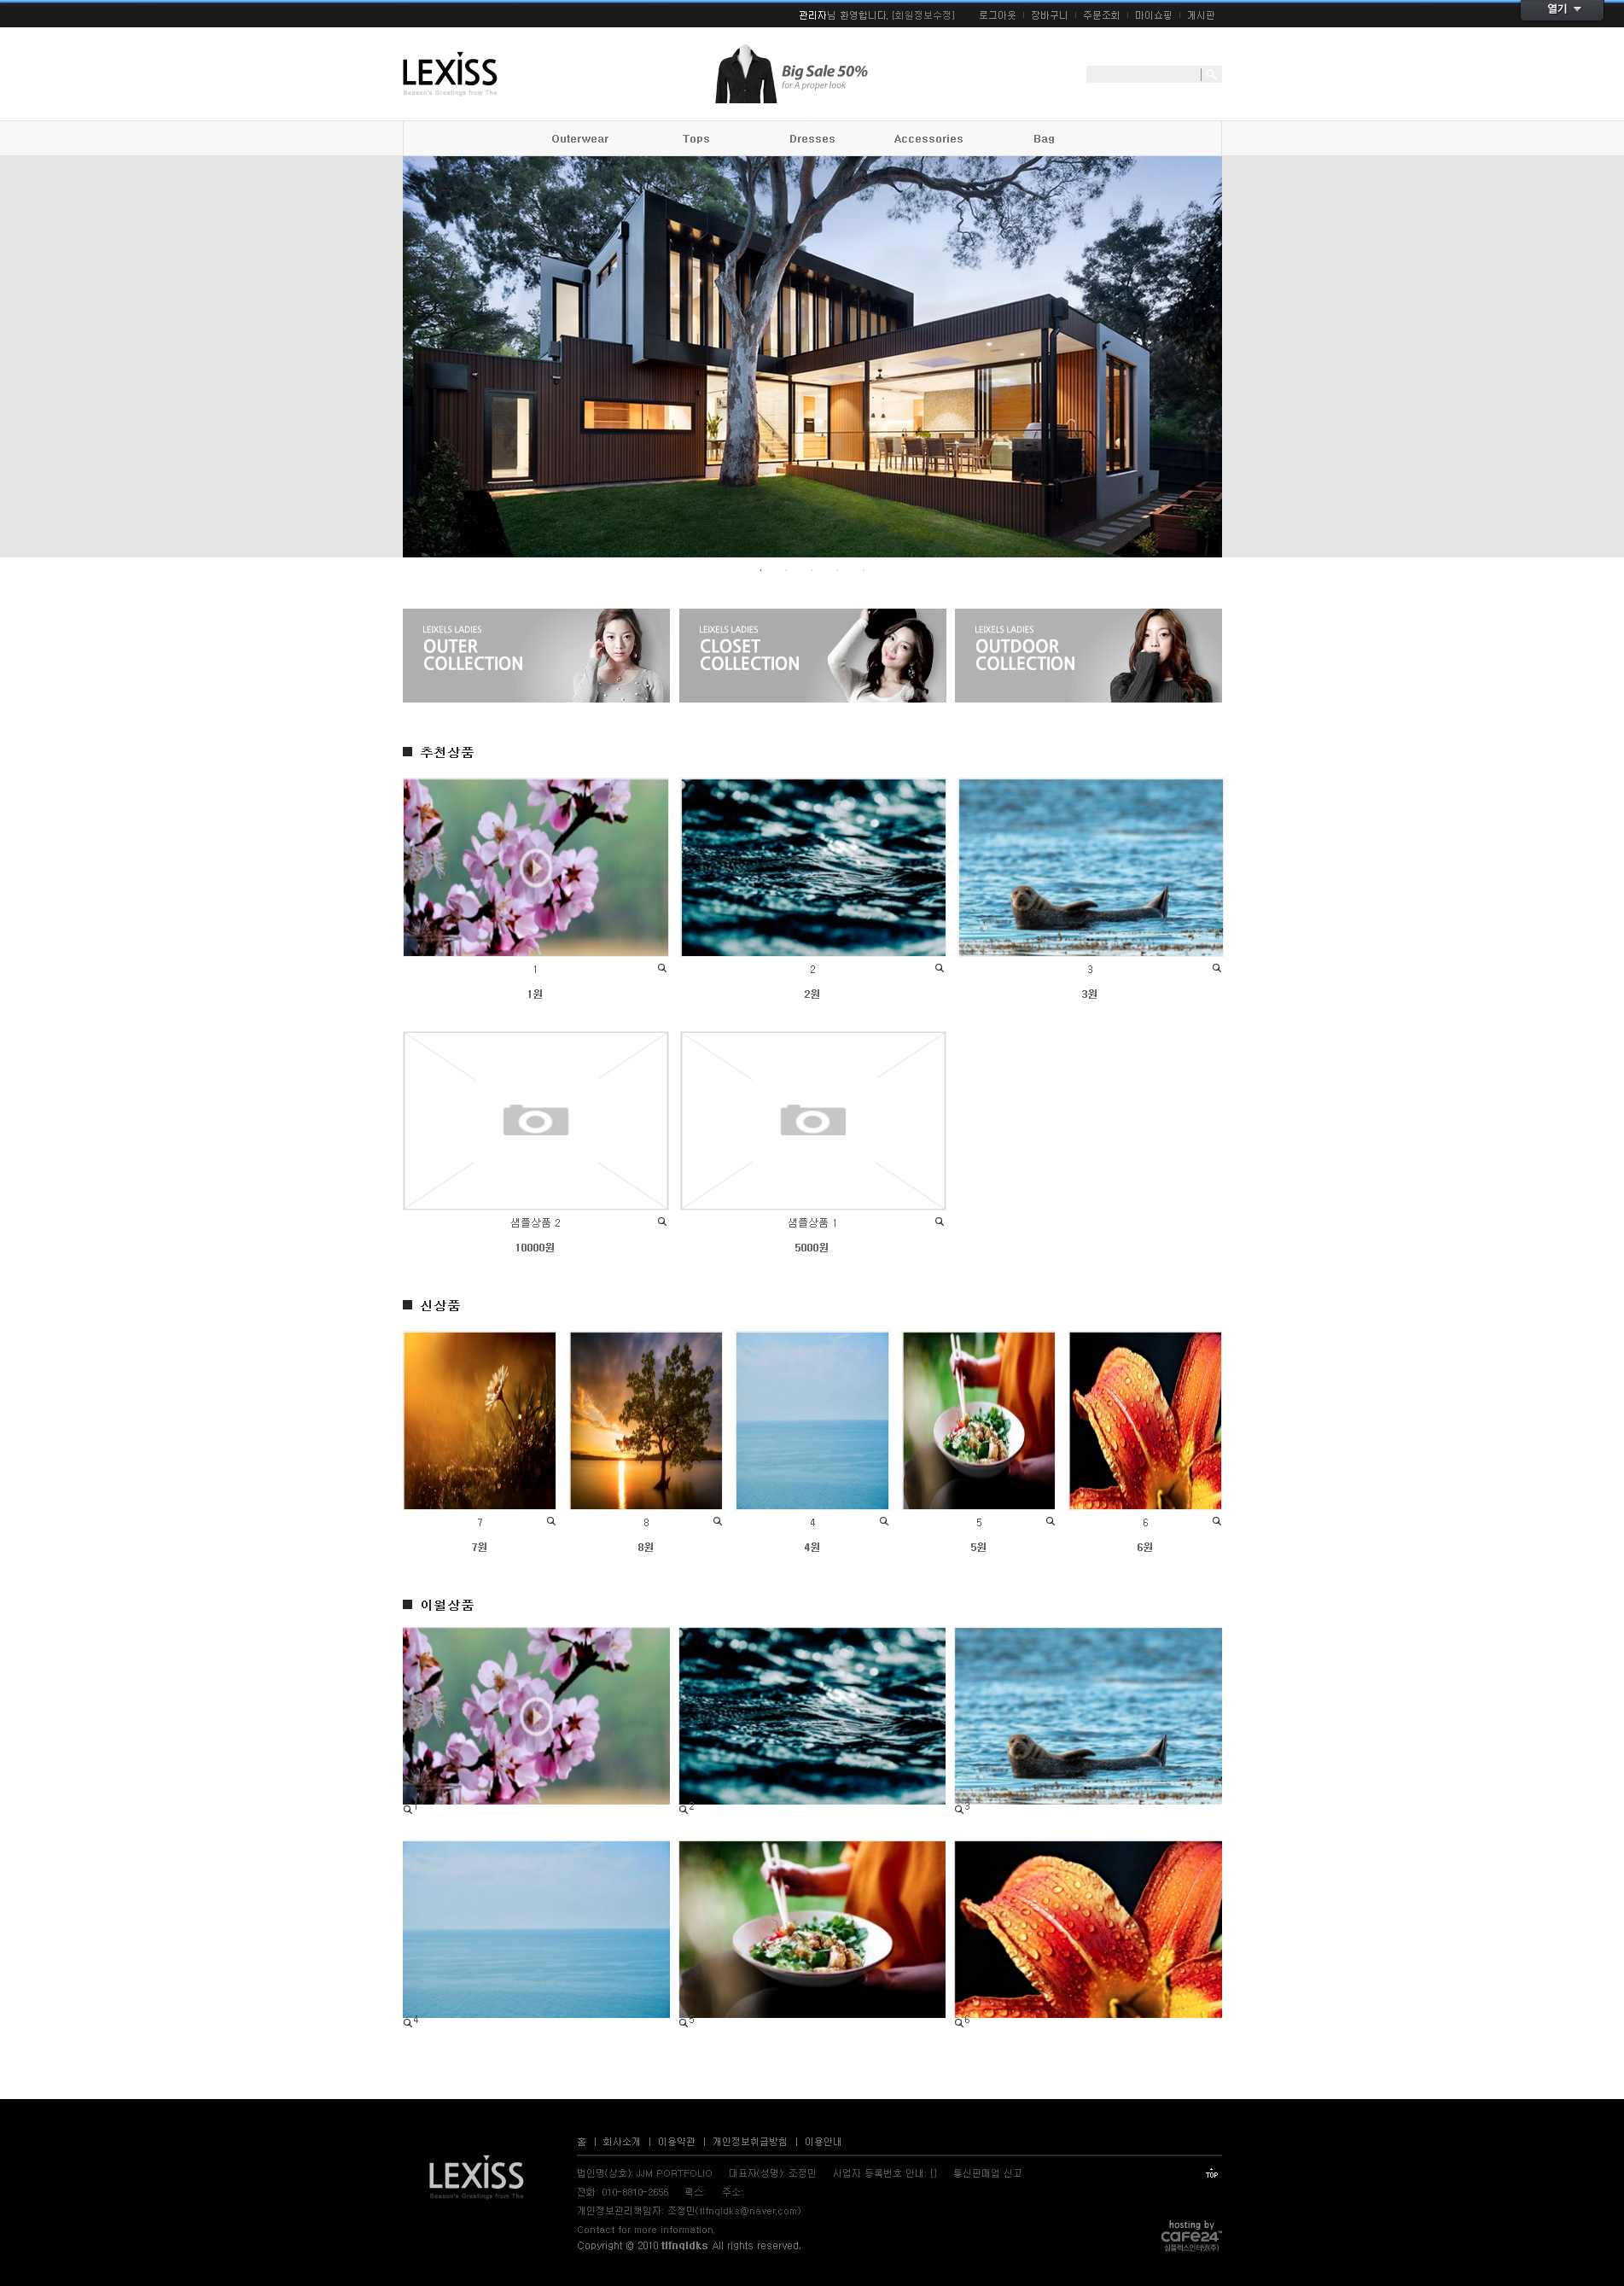 관리자님 환영합니다. [회원정보수정] 로그아웃 장바구니 주문조회 마이쇼핑 게시판
열기
LEXiSS
Season's Greetings from The
Big Sale 50%
for A proper look
Outerwear Tops Dresses Accessories Bag
LEIXELS LADIES
OUTER
COLLECTION
LEIXELS LADIES
CLOSET
COLLECTION
LEIXELS LADIES
OUTDOOR
COLLECTION
추천상품
1 2 3
1원 2원 3원
샘플상품 2 샘플상품 1
10000원 5000원
신상품
7 8 4 5 6
7원 8원 4원 5원 6원
이월상품
1 2 3
4 5 6
홈 | 회사소개 | 이용약관 | 개인정보취급방침 | 이용안내
LEXiSS
Season's Greetings from The
법인명(상호): JJM PORTFOLIO 대표자(성명): 조정민 사업자 등록번호 안내: [] 통신판매업 신고
TOP
전화: 010-8810-2656 팩스: 주소:
개인정보관리책임자: 조정민(tlfnqldks@naver.com)
Contact for more information.
Copyright © 2010 tlfnqldks All rights reserved.
hosting by
cafe24™
심플렉스인터넷(주)